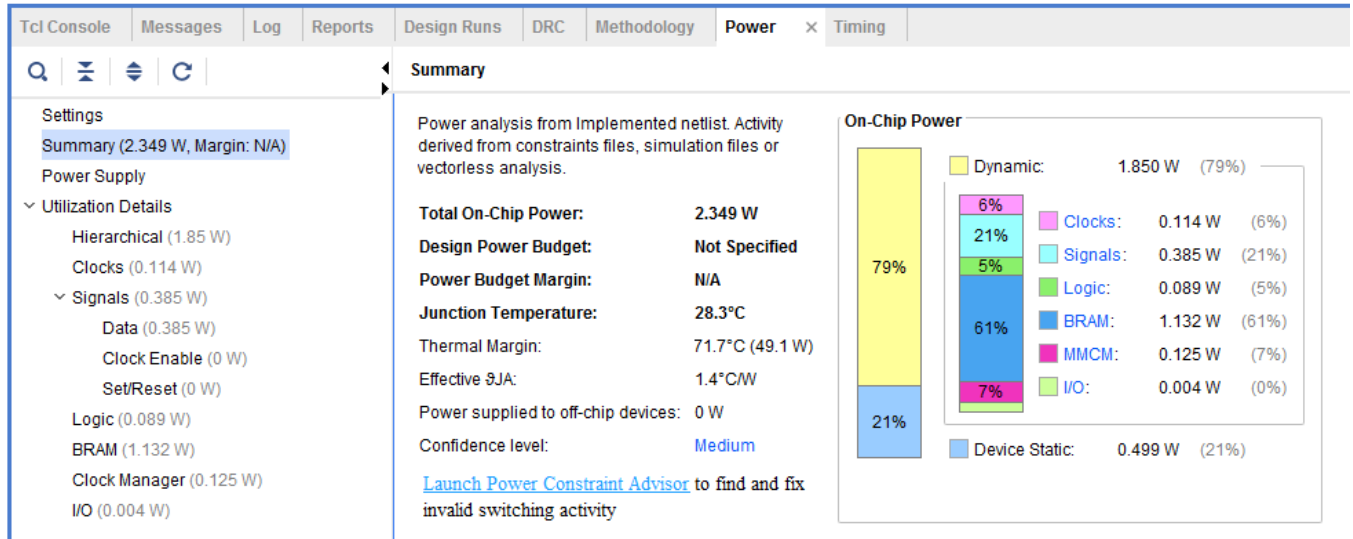 Tcl Console Messages Log Reports Design Runs DRC Methodology Power × Timing
Summary
Settings
Summary (2.349 W, Margin: N/A)
Power Supply
Utilization Details
Hierarchical (1.85 W)
Clocks (0.114 W)
Signals (0.385 W)
Data (0.385 W)
Clock Enable (0 W)
Set/Reset (0 W)
Logic (0.089 W)
BRAM (1.132 W)
Clock Manager (0.125 W)
I/O (0.004 W)
Power analysis from Implemented netlist. Activity
derived from constraints files, simulation files or
vectorless analysis.
Total On-Chip Power: 2.349 W
Design Power Budget: Not Specified
Power Budget Margin: N/A
Junction Temperature: 28.3°C
Thermal Margin: 71.7°C (49.1 W)
Effective ϑJA: 1.4°C/W
Power supplied to off-chip devices: 0 W
Confidence level: Medium
Launch Power Constraint Advisor to find and fix
invalid switching activity
On-Chip Power
79%
21%
Dynamic: 1.850 W (79%)
6%
21%
5%
61%
7%
Clocks: 0.114 W (6%)
Signals: 0.385 W (21%)
Logic: 0.089 W (5%)
BRAM: 1.132 W (61%)
MMCM: 0.125 W (7%)
I/O: 0.004 W (0%)
Device Static: 0.499 W (21%)